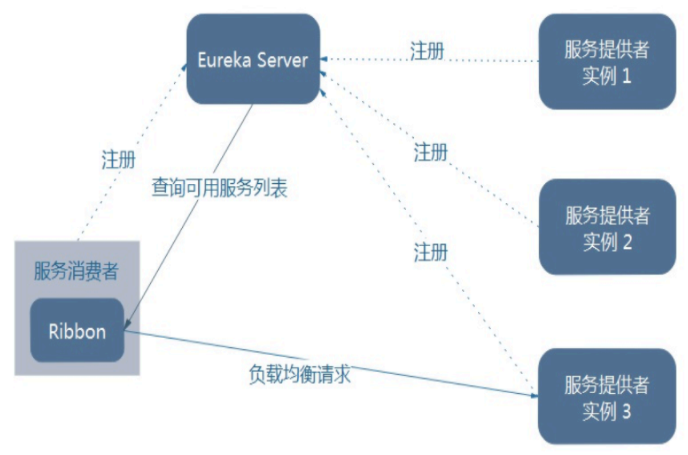 Eureka Server
注册
服务提供者
实例 1
注册
注册
查询可用服务列表
服务提供者
实例 2
注册
服务消费者
Ribbon
负载均衡请求
服务提供者
实例 3